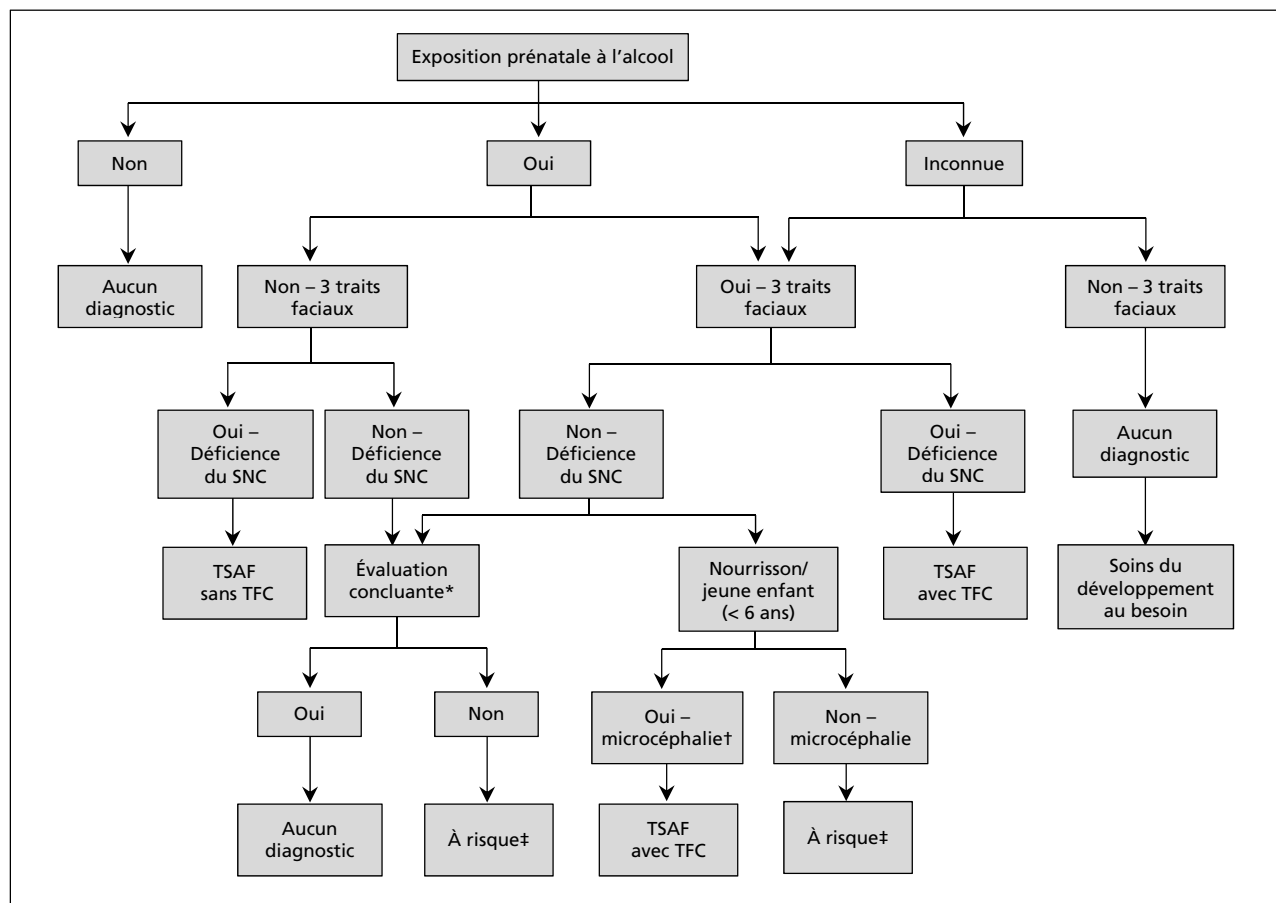 Exposition prénatale à l’alcool
Non
Oui
Inconnue
Aucun
diagnostic
Non – 3 traits
faciaux
Oui – 3 traits
faciaux
Non – 3 traits
faciaux
Oui –
Déficience
du SNC
Non –
Déficience
du SNC
Non –
Déficience
du SNC
Oui –
Déficience
du SNC
Aucun
diagnostic
TSAF
sans TFC
Évaluation
concluante*
Nourrisson/
jeune enfant
(< 6 ans)
TSAF
avec TFC
Soins du
développement
au besoin
Oui
Non
Oui –
microcéphalie†
Non –
microcéphalie
Aucun
diagnostic
À risque‡
TSAF
avec TFC
À risque‡